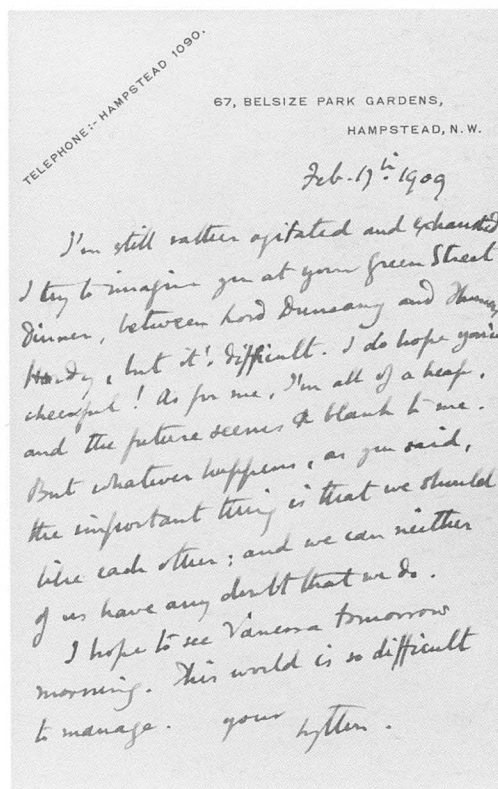 TELEPHONE:- HAMPSTEAD 1090.
67, BELSIZE PARK GARDENS,
HAMPSTEAD, N.W.
Feb. 17th 1909
I'm still rather agitated and exhausted
I try to imagine you at your Green Street
Dinner, between Lord Dunsany and
Hardy, but it's difficult. I do hope you're
cheerful! As for me, I'm all of a heap,
and the future seems a blank to me.
But whatever happens, as you said,
the important thing is that we should
like each other; and we can neither
of us have any doubt that we do.
I hope to see Vanessa tomorrow
morning. This world is so difficult
to manage.
your
Lytton.